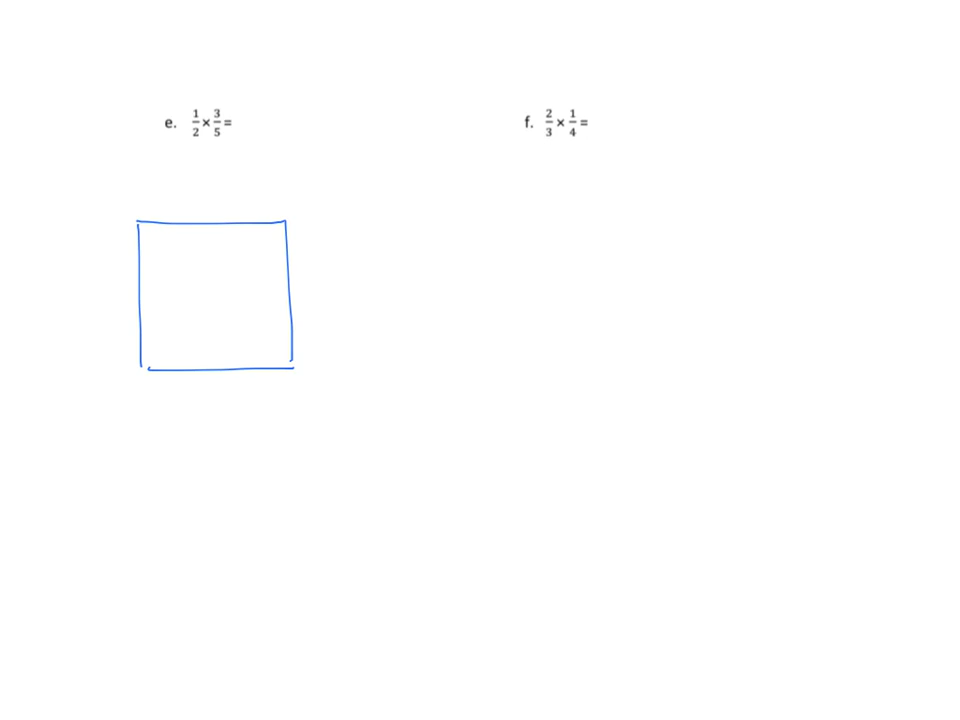 e. 1/2 × 3/5 =
f. 2/3 × 1/4 =